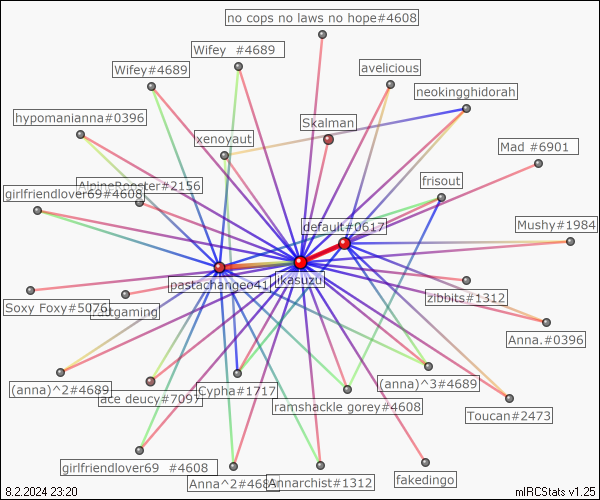 no cops no laws no hope#4608
Wifey  #4689
Wifey#4689
avelicious
neokingghidorah
hypomanianna#0396
Skalman
xenoyaut
Mad #6901
frisout
AlpineRooster#2156
girlfriendlover69#4608
default#0617
Mushy#1984
pastachangeo41
ikasuzu
zibbits#1312
Soxy Foxy#5076
Anna.#0396
(anna)^2#4689
ace deucy#7097
Cypha#1717
(anna)^3#4689
ramshackle gorey#4608
Toucan#2473
girlfriendlover69  #4608
Annarchist#1312
Anna^2#4689
fakedingo
8.2.2024 23:20
mIRCStats v1.25